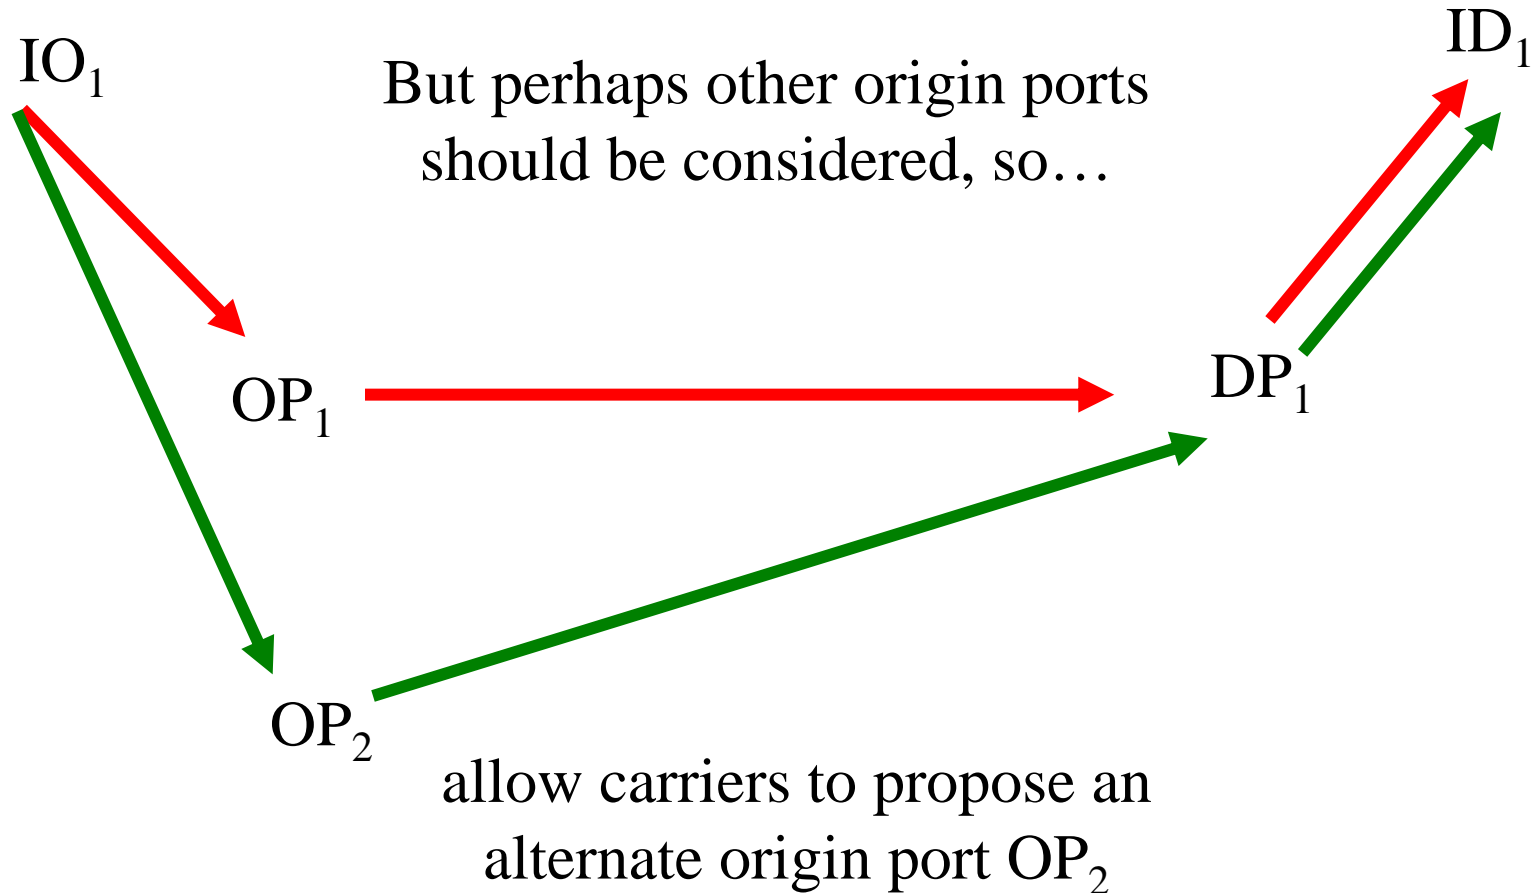 IO₁
ID₁
But perhaps other origin ports
should be considered, so…
OP₁
DP₁
OP₂
allow carriers to propose an
alternate origin port OP₂